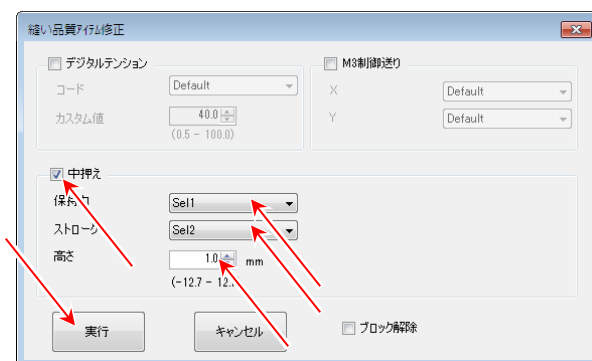 縫い品質ｱｲﾃﾑ修正
デジタルテンション
M3制御送り
コード
Default
X
Default
カスタム値
40.0
Y
Default
(0.5 - 100.0)
中押え
Sel1
ストローク
Sel2
高さ
1.0 mm
(-12.7 - 12.
実行
キャンセル
ブロック解除